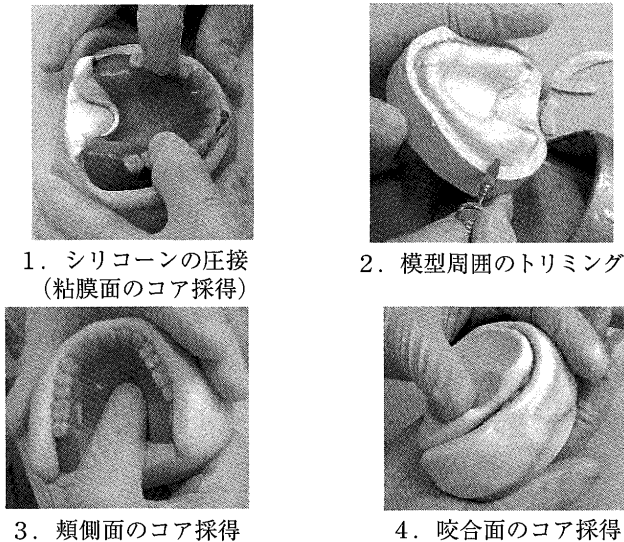 1．シリコーンの圧接
（粘膜面のコア採得）
2．模型周囲のトリミング
3．頰側面のコア採得
4．咬合面のコア採得